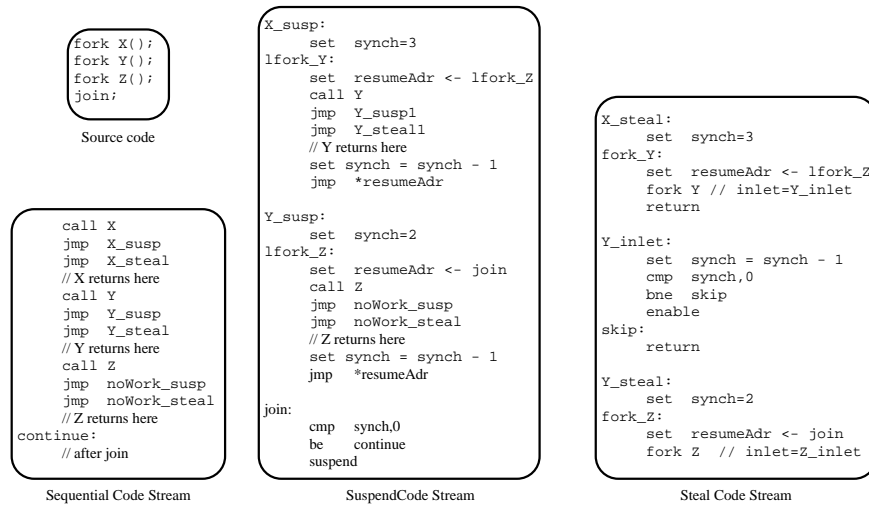 fork X();
fork Y();
fork Z();
join;
Source code
call X
jmp X_susp
jmp X_steal
// X returns here
call Y
jmp Y_susp
jmp Y_steal
// Y returns here
call Z
jmp noWork_susp
jmp noWork_steal
// Z returns here
continue:
// after join
Sequential Code Stream
X_susp:
set synch=3
lfork_Y:
set resumeAdr <- lfork_Z
call Y
jmp Y_susp1
jmp Y_steal1
// Y returns here
set synch = synch - 1
jmp *resumeAdr
Y_susp:
set synch=2
lfork_Z:
set resumeAdr <- join
call Z
jmp noWork_susp
jmp noWork_steal
// Z returns here
set synch = synch - 1
jmp *resumeAdr
join:
cmp synch,0
be continue
suspend
SuspendCode Stream
X_steal:
set synch=3
fork_Y:
set resumeAdr <- lfork_Z
fork Y // inlet=Y_inlet
return
Y_inlet:
set synch = synch - 1
cmp synch,0
bne skip
enable
skip:
return
Y_steal:
set synch=2
fork_Z:
set resumeAdr <- join
fork Z // inlet=Z_inlet
Steal Code Stream